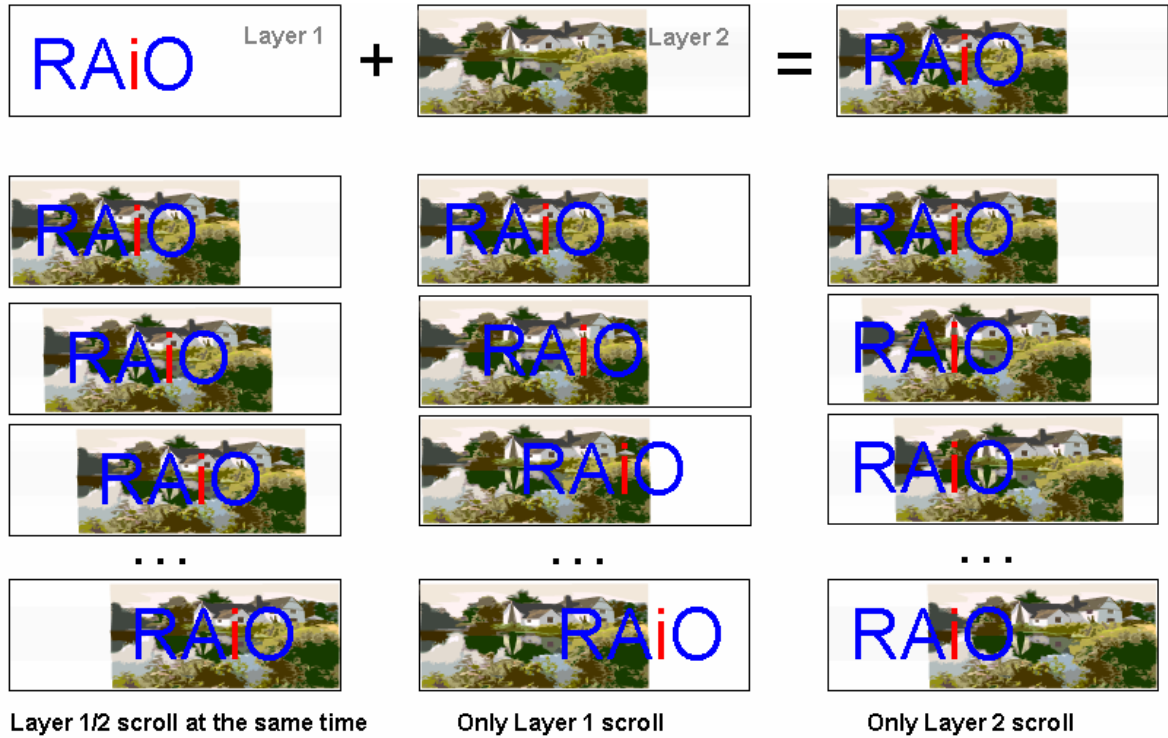 RAiO Layer 1 + Layer 2 = RAiO
RAiO RAiO RAiO
RAiO RAiO RAiO
RAiO RAiO RAiO
... ... ...
RAiO RAiO RAiO
Layer 1/2 scroll at the same time Only Layer 1 scroll Only Layer 2 scroll